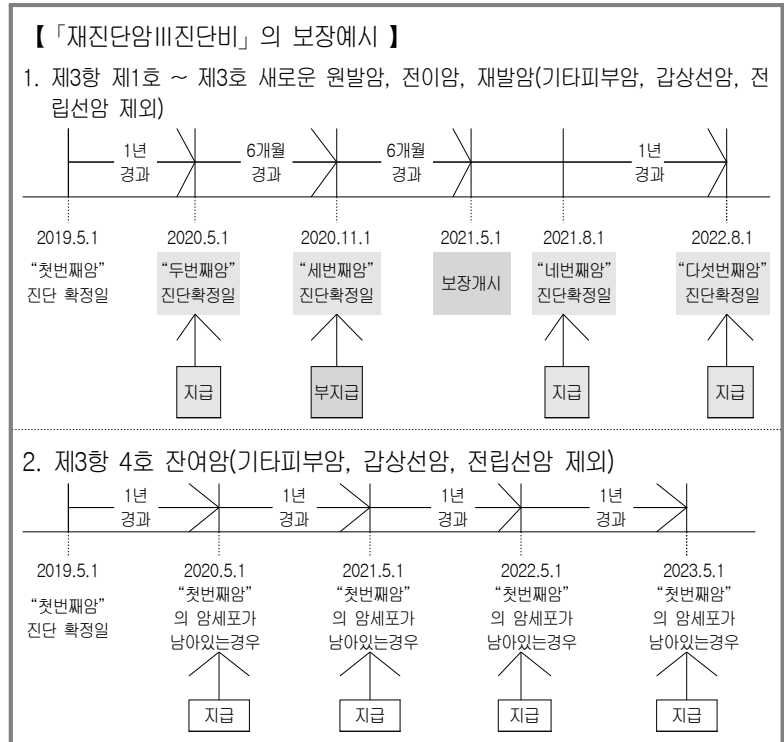 【「재진단암Ⅲ진단비」의 보장예시 】
1. 제3항 제1호 ~ 제3호 새로운 원발암, 전이암, 재발암(기타피부암, 갑상선암, 전
립선암 제외)
1년 6개월 6개월 1년
경과 경과 경과 경과
2019.5.1 2020.5.1 2020.11.1 2021.5.1 2021.8.1 2022.8.1
“첫번째암” “두번째암” “세번째암” 보장개시 “네번째암” “다섯번째암”
진단 확정일 진단확정일 진단확정일 진단확정일 진단확정일
지급 부지급 지급 지급
2. 제3항 4호 잔여암(기타피부암, 갑상선암, 전립선암 제외)
1년 1년 1년 1년
경과 경과 경과 경과
2019.5.1 2020.5.1 2021.5.1 2022.5.1 2023.5.1
“첫번째암” “첫번째암” “첫번째암” “첫번째암” “첫번째암”
진단 확정일 의 암세포가 의 암세포가 의 암세포가 의 암세포가
남아있는경우 남아있는경우 남아있는경우 남아있는경우
지급 지급 지급 지급